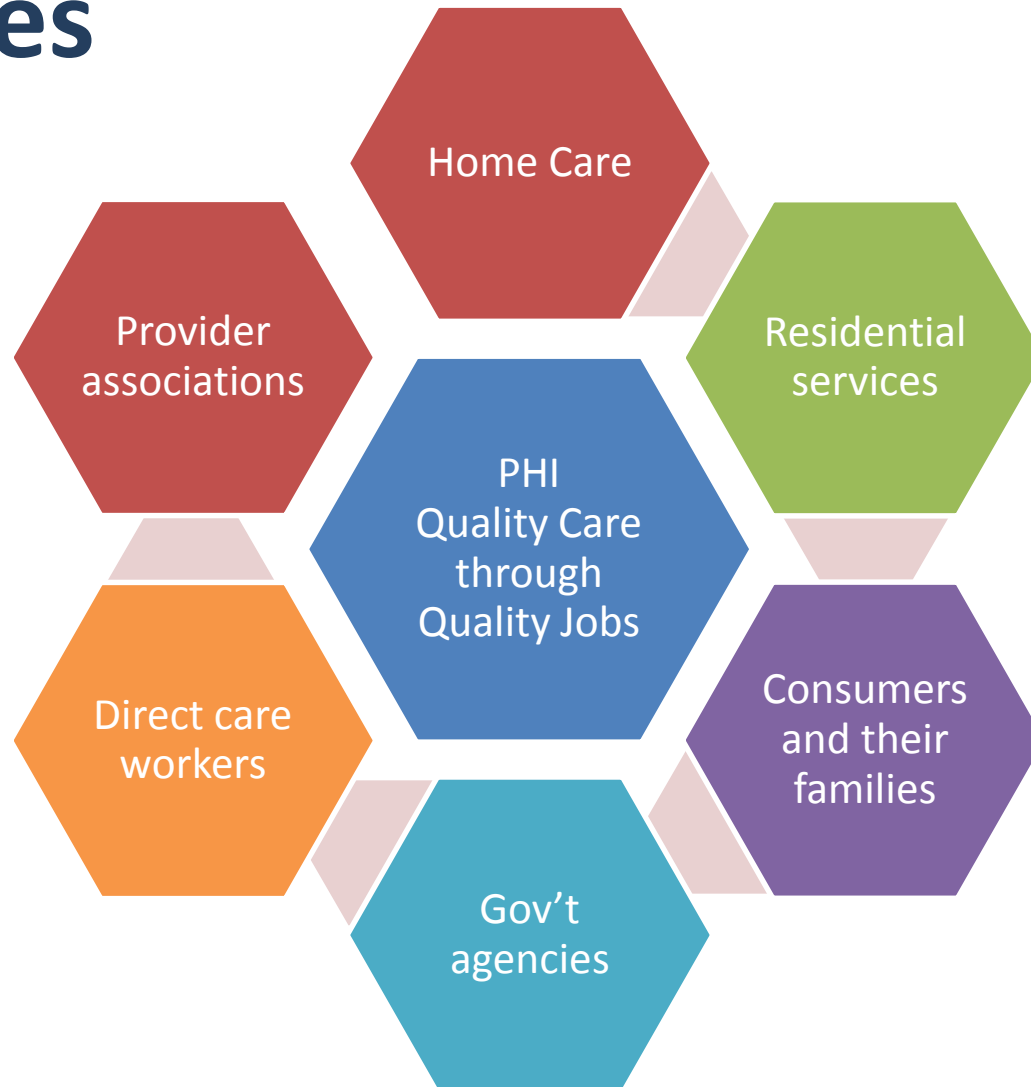 es
Home Care
Provider
associations
Residential
services
PHI
Quality Care
through
Quality Jobs
Direct care
workers
Consumers
and their
families
Gov’t
agencies